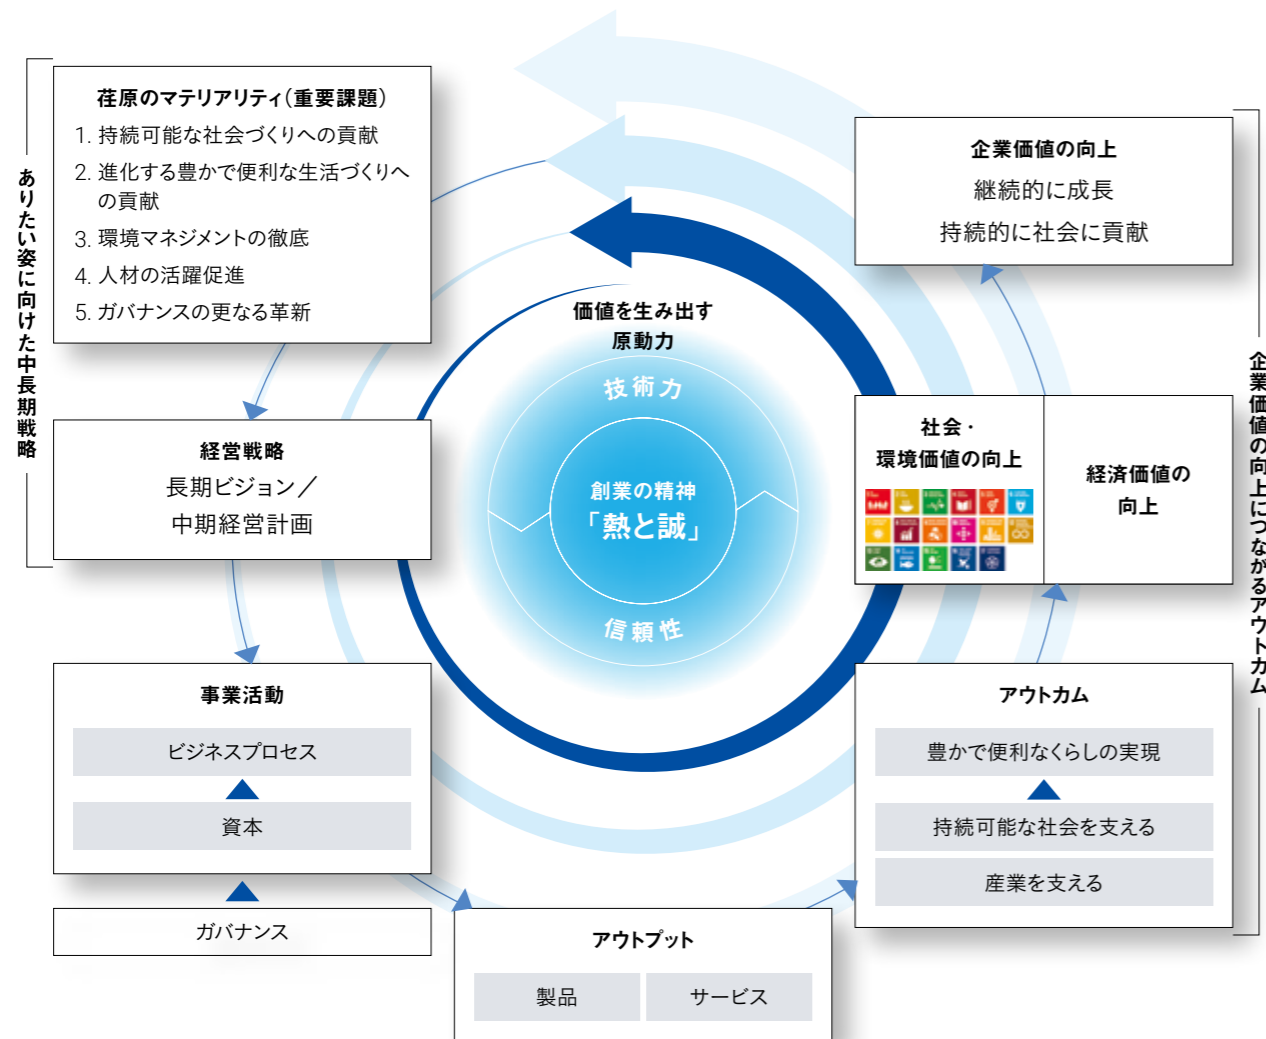 ありたい姿に向けた中長期戦略
荏原のマテリアリティ（重要課題）
1. 持続可能な社会づくりへの貢献
2. 進化する豊かで便利な生活づくりへ
の貢献
3. 環境マネジメントの徹底
4. 人材の活躍促進
5. ガバナンスの更なる革新
経営戦略
長期ビジョン／
中期経営計画
事業活動
ビジネスプロセス
資本
ガバナンス
価値を生み出す
原動力
技術力
創業の精神
「熱と誠」
信頼性
アウトプット
製品
サービス
企業価値の向上
継続的に成長
持続的に社会に貢献
社会・
環境価値の向上
経済価値の
向上
アウトカム
豊かで便利なくらしの実現
持続可能な社会を支える
産業を支える
企業価値の向上につながるアウトカム